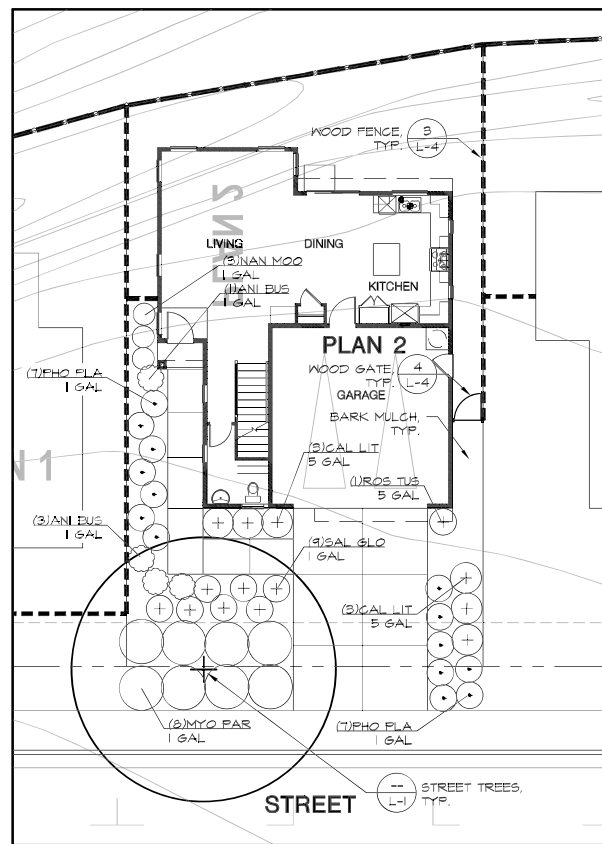 WOOD FENCE,
TYP.
3
L-4
PLAN 2
LIVING
DINING
(3)NAN MOO
1 GAL
(1)ANI BUS
1 GAL
KITCHEN
PLAN 2
(7)PHO PLA
1 GAL
WOOD GATE,
TYP.
4
L-4
GARAGE
BARK MULCH,
TYP.
N 1
(3)CAL LIT
5 GAL
(1)ROS TUS
5 GAL
(3)ANI BUS
1 GAL
(9)SAL GLO
1 GAL
(3)CAL LIT
5 GAL
(8)MYO PAR
1 GAL
(7)PHO PLA
1 GAL
--
L-1
STREET TREES,
TYP.
STREET